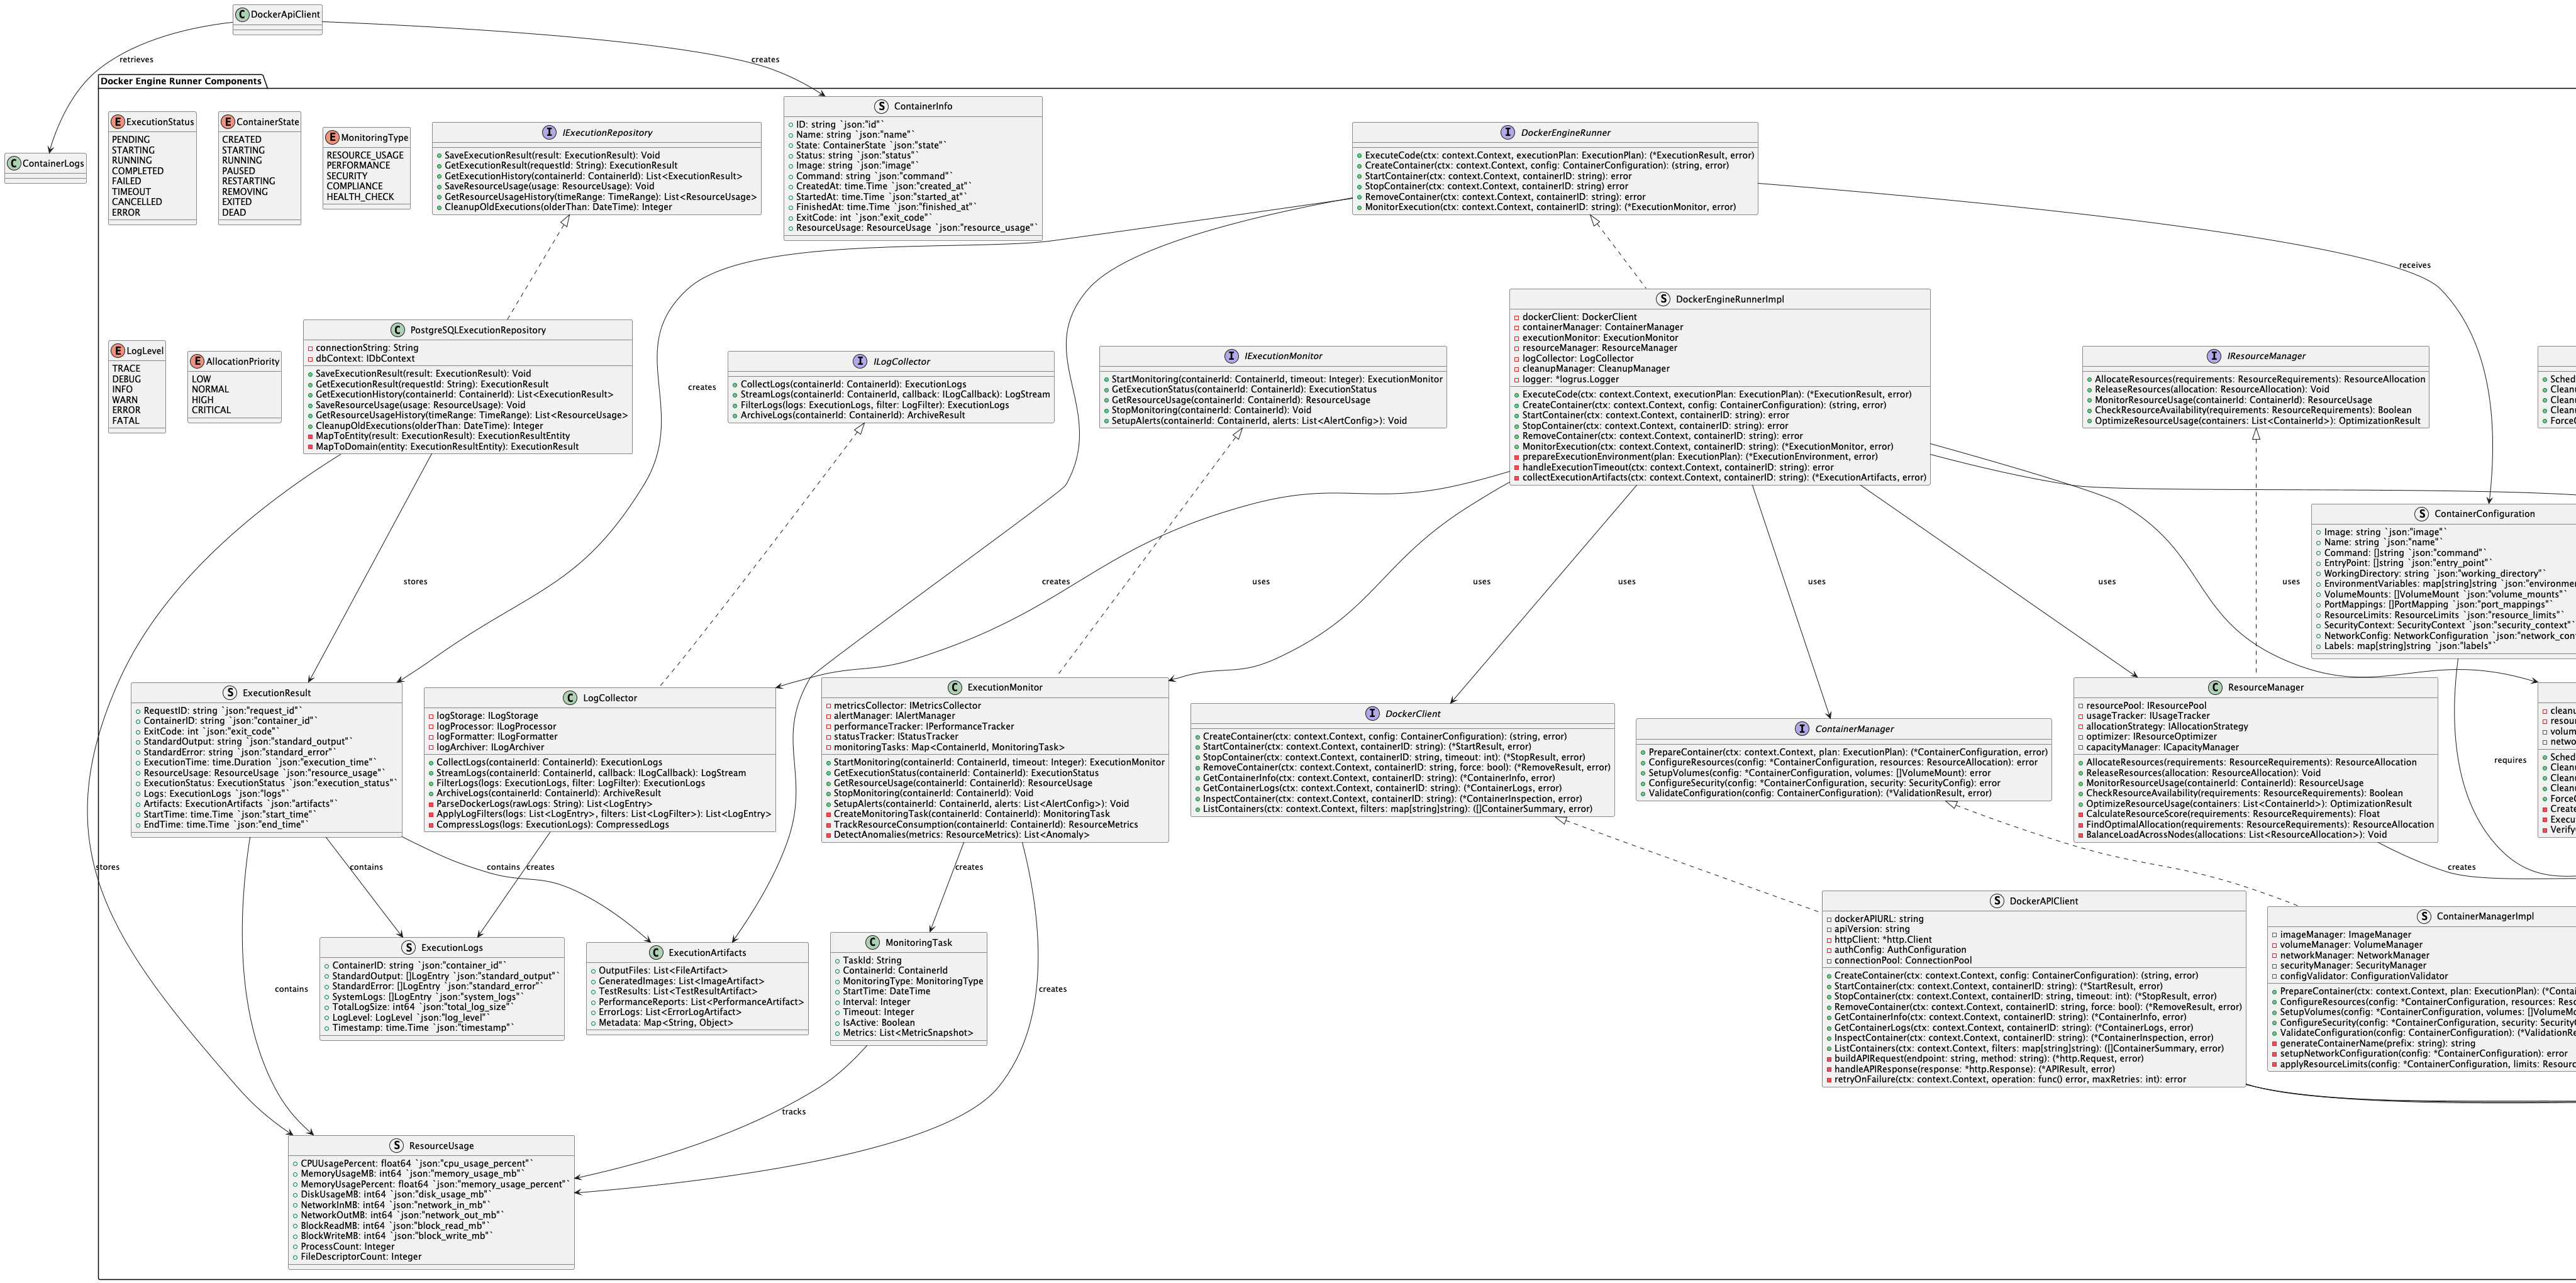 DockerApiClient
retrieves
creates
Docker Engine Runner Components
ContainerLogs
ExecutionStatus
PENDING
STARTING
RUNNING
COMPLETED
FAILED
TIMEOUT
CANCELLED
ERROR
ContainerState
CREATED
STARTING
RUNNING
PAUSED
RESTARTING
REMOVING
EXITED
DEAD
MonitoringType
RESOURCE_USAGE
PERFORMANCE
SECURITY
COMPLIANCE
HEALTH_CHECK
IExecutionRepository
SaveExecutionResult(result: ExecutionResult): Void
GetExecutionResult(requestId: String): ExecutionResult
GetExecutionHistory(containerId: ContainerId): List<ExecutionResult>
SaveResourceUsage(usage: ResourceUsage): Void
GetResourceUsageHistory(timeRange: TimeRange): List<ResourceUsage>
CleanupOldExecutions(olderThan: DateTime): Integer
ContainerInfo
ID: string `json:"id"`
Name: string `json:"name"`
State: ContainerState `json:"state"`
Status: string `json:"status"`
Image: string `json:"image"`
Command: string `json:"command"`
CreatedAt: time.Time `json:"created_at"`
StartedAt: time.Time `json:"started_at"`
FinishedAt: time.Time `json:"finished_at"`
ExitCode: int `json:"exit_code"`
ResourceUsage: ResourceUsage `json:"resource_usage"`
DockerEngineRunner
ExecuteCode(ctx: context.Context, executionPlan: ExecutionPlan): (*ExecutionResult, error)
CreateContainer(ctx: context.Context, config: ContainerConfiguration): (string, error)
StartContainer(ctx: context.Context, containerID: string): error
StopContainer(ctx: context.Context, containerID: string) error
RemoveContainer(ctx: context.Context, containerID: string): error
MonitorExecution(ctx: context.Context, containerID: string): (*ExecutionMonitor, error)
receives
LogLevel
TRACE
DEBUG
INFO
WARN
ERROR
FATAL
AllocationPriority
LOW
NORMAL
HIGH
CRITICAL
PostgreSQLExecutionRepository
connectionString: String
dbContext: IDbContext
SaveExecutionResult(result: ExecutionResult): Void
GetExecutionResult(requestId: String): ExecutionResult
GetExecutionHistory(containerId: ContainerId): List<ExecutionResult>
SaveResourceUsage(usage: ResourceUsage): Void
GetResourceUsageHistory(timeRange: TimeRange): List<ResourceUsage>
CleanupOldExecutions(olderThan: DateTime): Integer
MapToEntity(result: ExecutionResult): ExecutionResultEntity
MapToDomain(entity: ExecutionResultEntity): ExecutionResult
creates
ILogCollector
CollectLogs(containerId: ContainerId): ExecutionLogs
StreamLogs(containerId: ContainerId, callback: ILogCallback): LogStream
FilterLogs(logs: ExecutionLogs, filter: LogFilter): ExecutionLogs
ArchiveLogs(containerId: ContainerId): ArchiveResult
IExecutionMonitor
StartMonitoring(containerId: ContainerId, timeout: Integer): ExecutionMonitor
GetExecutionStatus(containerId: ContainerId): ExecutionStatus
GetResourceUsage(containerId: ContainerId): ResourceUsage
StopMonitoring(containerId: ContainerId): Void
SetupAlerts(containerId: ContainerId, alerts: List<AlertConfig>): Void
DockerEngineRunnerImpl
dockerClient: DockerClient
containerManager: ContainerManager
executionMonitor: ExecutionMonitor
resourceManager: ResourceManager
logCollector: LogCollector
cleanupManager: CleanupManager
logger: *logrus.Logger
ExecuteCode(ctx: context.Context, executionPlan: ExecutionPlan): (*ExecutionResult, error)
CreateContainer(ctx: context.Context, config: ContainerConfiguration): (string, error)
StartContainer(ctx: context.Context, containerID: string): error
StopContainer(ctx: context.Context, containerID: string): error
RemoveContainer(ctx: context.Context, containerID: string): error
MonitorExecution(ctx: context.Context, containerID: string): (*ExecutionMonitor, error)
prepareExecutionEnvironment(plan: ExecutionPlan): (*ExecutionEnvironment, error)
handleExecutionTimeout(ctx: context.Context, containerID: string): error
collectExecutionArtifacts(ctx: context.Context, containerID: string): (*ExecutionArtifacts, error)
IResourceManager
AllocateResources(requirements: ResourceRequirements): ResourceAllocation
ReleaseResources(allocation: ResourceAllocation): Void
MonitorResourceUsage(containerId: ContainerId): ResourceUsage
CheckResourceAvailability(requirements: ResourceRequirements): Boolean
OptimizeResourceUsage(containers: List<ContainerId>): OptimizationResult
Sched
Cleanu
Cleanu
Cleanu
ForceC
ContainerConfiguration
Image: string `json:"image"`
Name: string `json:"name"`
Command: []string `json:"command"`
EntryPoint: []string `json:"entry_point"`
WorkingDirectory: string `json:"working_directory"`
EnvironmentVariables: map[string]string `json:"environme
VolumeMounts: []VolumeMount `json:"volume_mounts"`
PortMappings: []PortMapping `json:"port_mappings"`
ResourceLimits: ResourceLimits `json:"resource_limits"`
SecurityContext: SecurityContext `json:"security_context"`
NetworkConfig: NetworkConfiguration `json:"network_con
Labels: map[string]string `json:"labels"`
stores
creates
uses
uses
uses
uses
uses
uses
ExecutionResult
RequestID: string `json:"request_id"`
ContainerID: string `json:"container_id"`
ExitCode: int `json:"exit_code"`
StandardOutput: string `json:"standard_output"`
StandardError: string `json:"standard_error"`
ExecutionTime: time.Duration `json:"execution_time"`
ResourceUsage: ResourceUsage `json:"resource_usage"`
ExecutionStatus: ExecutionStatus `json:"execution_status"`
Logs: ExecutionLogs `json:"logs"`
Artifacts: ExecutionArtifacts `json:"artifacts"`
StartTime: time.Time `json:"start_time"`
EndTime: time.Time `json:"end_time"`
LogCollector
logStorage: ILogStorage
logProcessor: ILogProcessor
logFormatter: ILogFormatter
logArchiver: ILogArchiver
CollectLogs(containerId: ContainerId): ExecutionLogs
StreamLogs(containerId: ContainerId, callback: ILogCallback): LogStream
FilterLogs(logs: ExecutionLogs, filter: LogFilter): ExecutionLogs
ArchiveLogs(containerId: ContainerId): ArchiveResult
ParseDockerLogs(rawLogs: String): List<LogEntry>
ApplyLogFilters(logs: List<LogEntry>, filters: List<LogFilter>): List<LogEntry>
CompressLogs(logs: ExecutionLogs): CompressedLogs
ExecutionMonitor
metricsCollector: IMetricsCollector
alertManager: IAlertManager
performanceTracker: IPerformanceTracker
statusTracker: IStatusTracker
monitoringTasks: Map<ContainerId, MonitoringTask>
StartMonitoring(containerId: ContainerId, timeout: Integer): ExecutionMonitor
GetExecutionStatus(containerId: ContainerId): ExecutionStatus
GetResourceUsage(containerId: ContainerId): ResourceUsage
StopMonitoring(containerId: ContainerId): Void
SetupAlerts(containerId: ContainerId, alerts: List<AlertConfig>): Void
CreateMonitoringTask(containerId: ContainerId): MonitoringTask
TrackResourceConsumption(containerId: ContainerId): ResourceMetrics
DetectAnomalies(metrics: ResourceMetrics): List<Anomaly>
DockerClient
CreateContainer(ctx: context.Context, config: ContainerConfiguration): (string, error)
StartContainer(ctx: context.Context, containerID: string): (*StartResult, error)
StopContainer(ctx: context.Context, containerID: string, timeout: int): (*StopResult, error)
RemoveContainer(ctx: context.Context, containerID: string, force: bool): (*RemoveResult, error)
GetContainerInfo(ctx: context.Context, containerID: string): (*ContainerInfo, error)
GetContainerLogs(ctx: context.Context, containerID: string): (*ContainerLogs, error)
InspectContainer(ctx: context.Context, containerID: string): (*ContainerInspection, error)
ListContainers(ctx: context.Context, filters: map[string]string): ([]ContainerSummary, error)
ContainerManager
PrepareContainer(ctx: context.Context, plan: ExecutionPlan): (*ContainerConfiguration, error)
ConfigureResources(config: *ContainerConfiguration, resources: ResourceAllocation): error
SetupVolumes(config: *ContainerConfiguration, volumes: []VolumeMount): error
ConfigureSecurity(config: *ContainerConfiguration, security: SecurityConfig): error
ValidateConfiguration(config: ContainerConfiguration): (*ValidationResult, error)
ResourceManager
resourcePool: IResourcePool
usageTracker: IUsageTracker
allocationStrategy: IAllocationStrategy
optimizer: IResourceOptimizer
capacityManager: ICapacityManager
AllocateResources(requirements: ResourceRequirements): ResourceAllocation
ReleaseResources(allocation: ResourceAllocation): Void
MonitorResourceUsage(containerId: ContainerId): ResourceUsage
CheckResourceAvailability(requirements: ResourceRequirements): Boolean
OptimizeResourceUsage(containers: List<ContainerId>): OptimizationResult
CalculateResourceScore(requirements: ResourceRequirements): Float
FindOptimalAllocation(requirements: ResourceRequirements): ResourceAllocation
BalanceLoadAcrossNodes(allocations: List<ResourceAllocation>): Void
requires
cleanu
resour
volum
netwo
Sched
Cleanu
Cleanu
Cleanu
ForceC
Create
Execu
Verify
stores
contains
contains
creates
creates
creates
contains
creates
ExecutionLogs
ContainerID: string `json:"container_id"`
StandardOutput: []LogEntry `json:"standard_output"`
StandardError: []LogEntry `json:"standard_error"`
SystemLogs: []LogEntry `json:"system_logs"`
TotalLogSize: int64 `json:"total_log_size"`
LogLevel: LogLevel `json:"log_level"`
Timestamp: time.Time `json:"timestamp"`
ExecutionArtifacts
OutputFiles: List<FileArtifact>
GeneratedImages: List<ImageArtifact>
TestResults: List<TestResultArtifact>
PerformanceReports: List<PerformanceArtifact>
ErrorLogs: List<ErrorLogArtifact>
Metadata: Map<String, Object>
MonitoringTask
TaskId: String
ContainerId: ContainerId
MonitoringType: MonitoringType
StartTime: DateTime
Interval: Integer
Timeout: Integer
IsActive: Boolean
Metrics: List<MetricSnapshot>
DockerAPIClient
dockerAPIURL: string
apiVersion: string
httpClient: *http.Client
authConfig: AuthConfiguration
connectionPool: ConnectionPool
CreateContainer(ctx: context.Context, config: ContainerConfiguration): (string, error)
StartContainer(ctx: context.Context, containerID: string): (*StartResult, error)
StopContainer(ctx: context.Context, containerID: string, timeout: int): (*StopResult, error)
RemoveContainer(ctx: context.Context, containerID: string, force: bool): (*RemoveResult, error)
GetContainerInfo(ctx: context.Context, containerID: string): (*ContainerInfo, error)
GetContainerLogs(ctx: context.Context, containerID: string): (*ContainerLogs, error)
InspectContainer(ctx: context.Context, containerID: string): (*ContainerInspection, error)
ListContainers(ctx: context.Context, filters: map[string]string): ([]ContainerSummary, error)
buildAPIRequest(endpoint: string, method: string): (*http.Request, error)
handleAPIResponse(response: *http.Response): (*APIResult, error)
retryOnFailure(ctx: context.Context, operation: func() error, maxRetries: int): error
ContainerManagerImpl
imageManager: ImageManager
volumeManager: VolumeManager
networkManager: NetworkManager
securityManager: SecurityManager
configValidator: ConfigurationValidator
PrepareContainer(ctx: context.Context, plan: ExecutionPlan): (*Contai
ConfigureResources(config: *ContainerConfiguration, resources: Resou
SetupVolumes(config: *ContainerConfiguration, volumes: []VolumeMo
ConfigureSecurity(config: *ContainerConfiguration, security: Security
ValidateConfiguration(config: ContainerConfiguration): (*ValidationRe
generateContainerName(prefix: string): string
setupNetworkConfiguration(config: *ContainerConfiguration): error
applyResourceLimits(config: *ContainerConfiguration, limits: Resourc
tracks
ResourceUsage
CPUUsagePercent: float64 `json:"cpu_usage_percent"`
MemoryUsageMB: int64 `json:"memory_usage_mb"`
MemoryUsagePercent: float64 `json:"memory_usage_percent"`
DiskUsageMB: int64 `json:"disk_usage_mb"`
NetworkInMB: int64 `json:"network_in_mb"`
NetworkOutMB: int64 `json:"network_out_mb"`
BlockReadMB: int64 `json:"block_read_mb"`
BlockWriteMB: int64 `json:"block_write_mb"`
ProcessCount: Integer
FileDescriptorCount: Integer